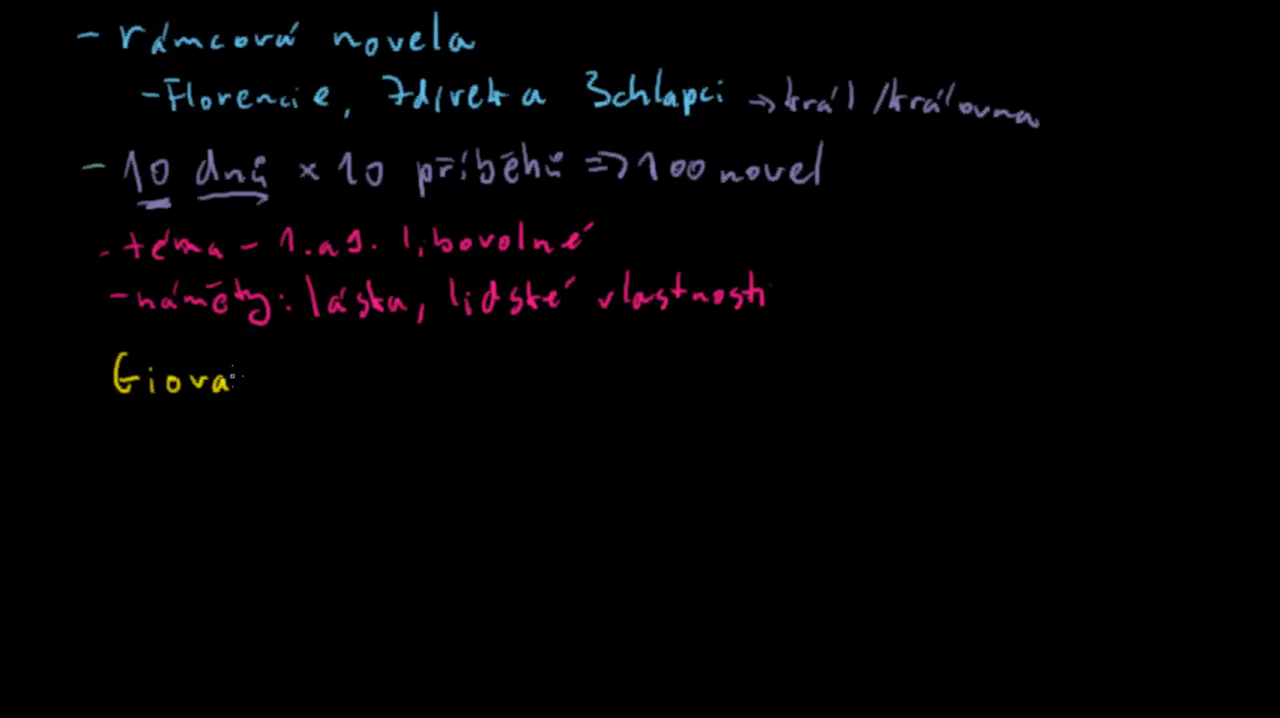 - rámcová novela
- Florencie, 7 dívek a 3 chlapci → král / královna
- 10 dnů × 10 příběhů => 100 novel
- téma - 1. a 9. libovolné
- náměty: láska, lidské vlastnosti
Giova